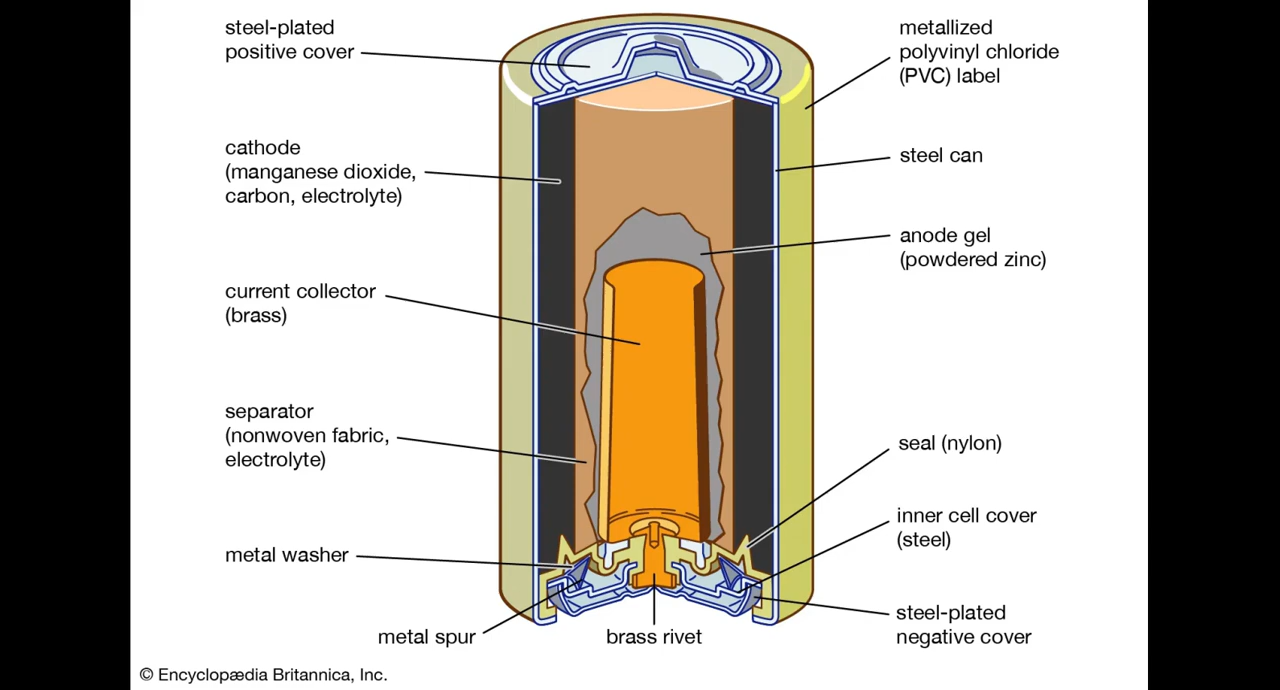 steel-plated
positive cover
metallized
polyvinyl chloride
(PVC) label
cathode
(manganese dioxide,
carbon, electrolyte)
steel can
anode gel
(powdered zinc)
current collector
(brass)
separator
(nonwoven fabric,
electrolyte)
seal (nylon)
inner cell cover
(steel)
metal washer
steel-plated
negative cover
metal spur
brass rivet
© Encyclopædia Britannica, Inc.